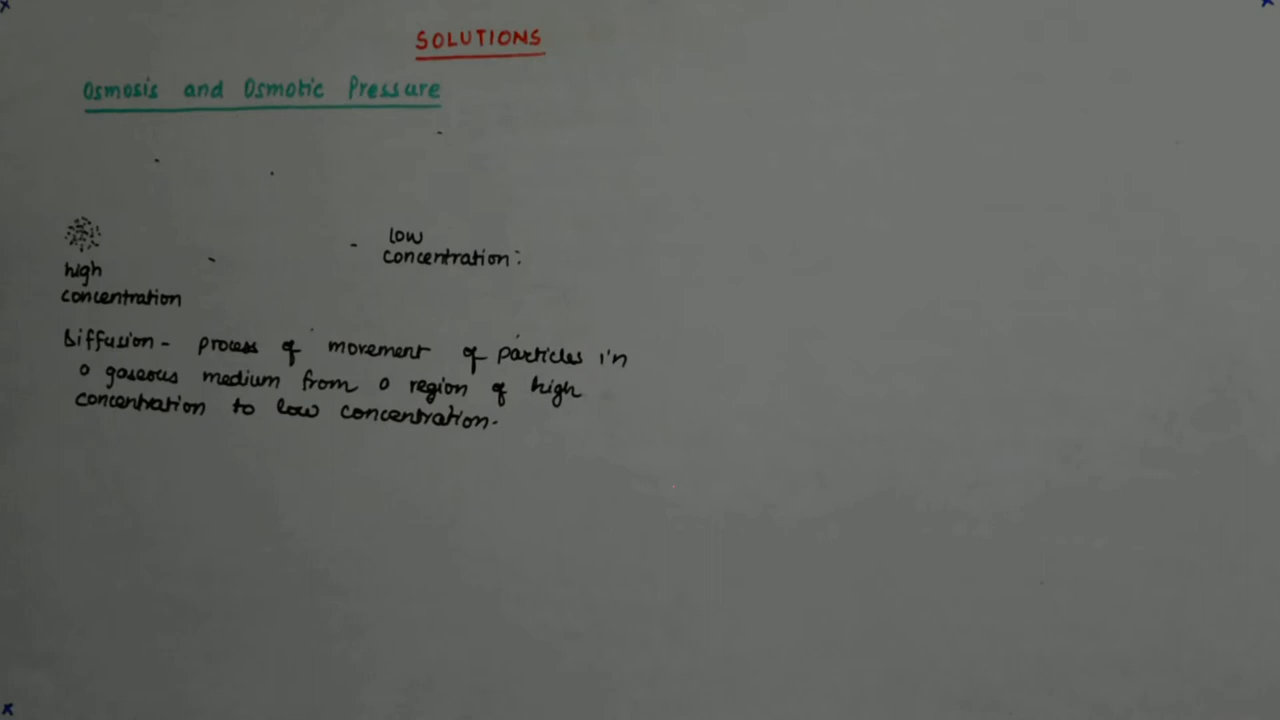 SOLUTIONS
Osmosis and Osmotic Pressure
low
concentration:
high
concentration
Diffusion - process of movement of particles in
a gaseous medium from a region of high
concentration to low concentration.